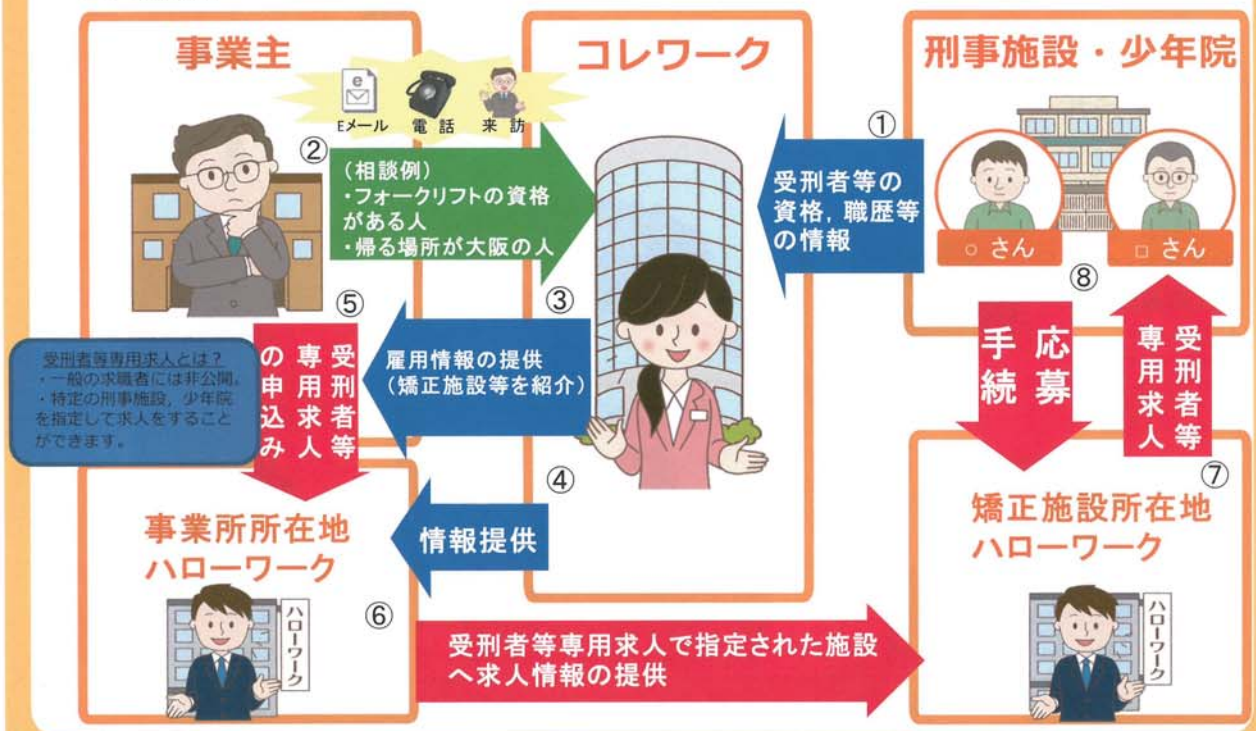 事業主
Eメール
電話
来訪
②
（相談例）
・フォークリフトの資格
がある人
・帰る場所が大阪の人
コレワーク
刑事施設・少年院
①
受刑者等の
資格，職歴等
の情報
○ さん
□ さん
③
雇用情報の提供
（矯正施設等を紹介）
④
情報提供
⑤
受刑者等
専用求人
の申込み
受刑者等専用求人とは？
・一般の求職者には非公開。
・特定の刑事施設，少年院
を指定して求人をすること
ができます。
事業所所在地
ハローワーク
ハローワーク
⑥
受刑者等専用求人で指定された施設
へ求人情報の提供
⑦
受刑者等
専用求人
⑧
応募
手続
矯正施設所在地
ハローワーク
ハローワーク